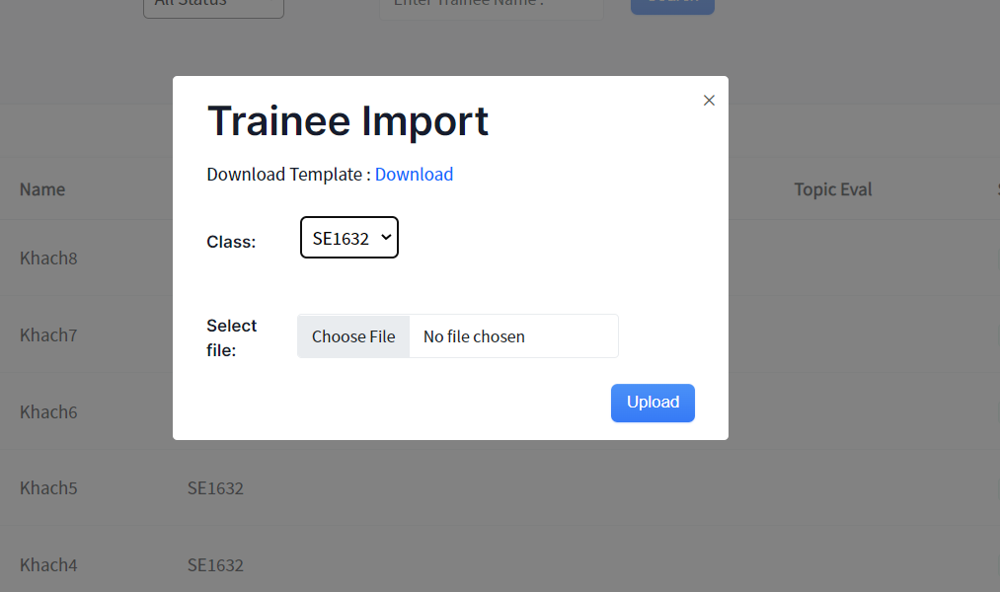 All Status
Enter Trainee Name :
Search
Trainee Import
×
Download Template : Download
Name
Topic Eval
Class:
SE1632
Khach8
Khach7
Select
file:
Choose File
No file chosen
Upload
Khach6
Khach5
SE1632
Khach4
SE1632